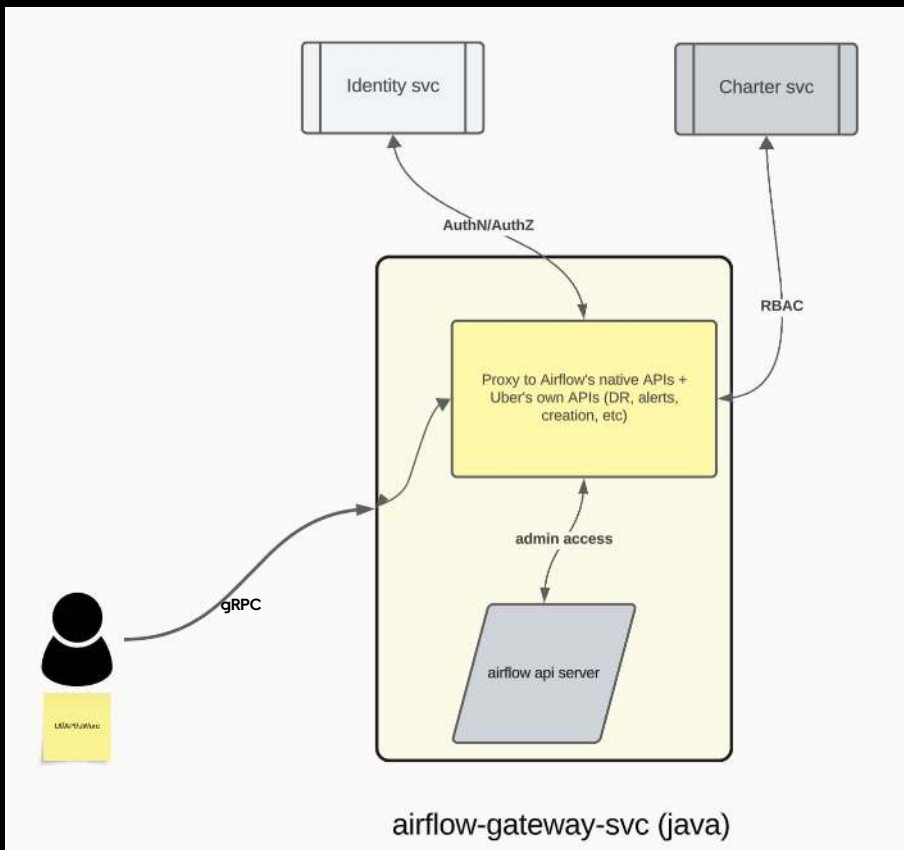 Identity svc
Charter svc
AuthN/AuthZ
RBAC
Proxy to Airflow's native APIs +
Uber's own APIs (DR, alerts,
creation, etc)
admin access
gRPC
airflow api server
airflow-gateway-svc (java)